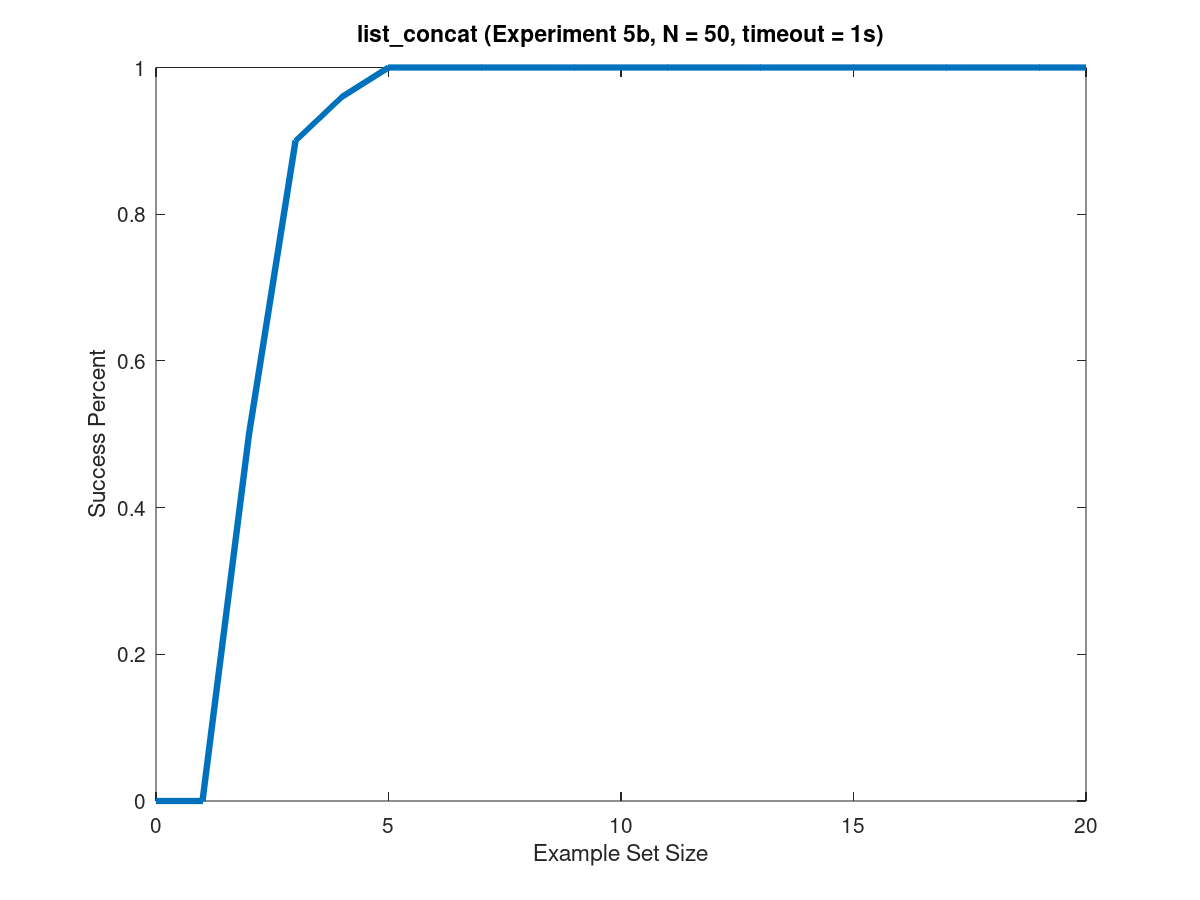 list_concat (Experiment 5b, N = 50, timeout = 1s)
1
0.8
0.6
0.4
0.2
0
Success Percent
0 5 10 15 20
Example Set Size